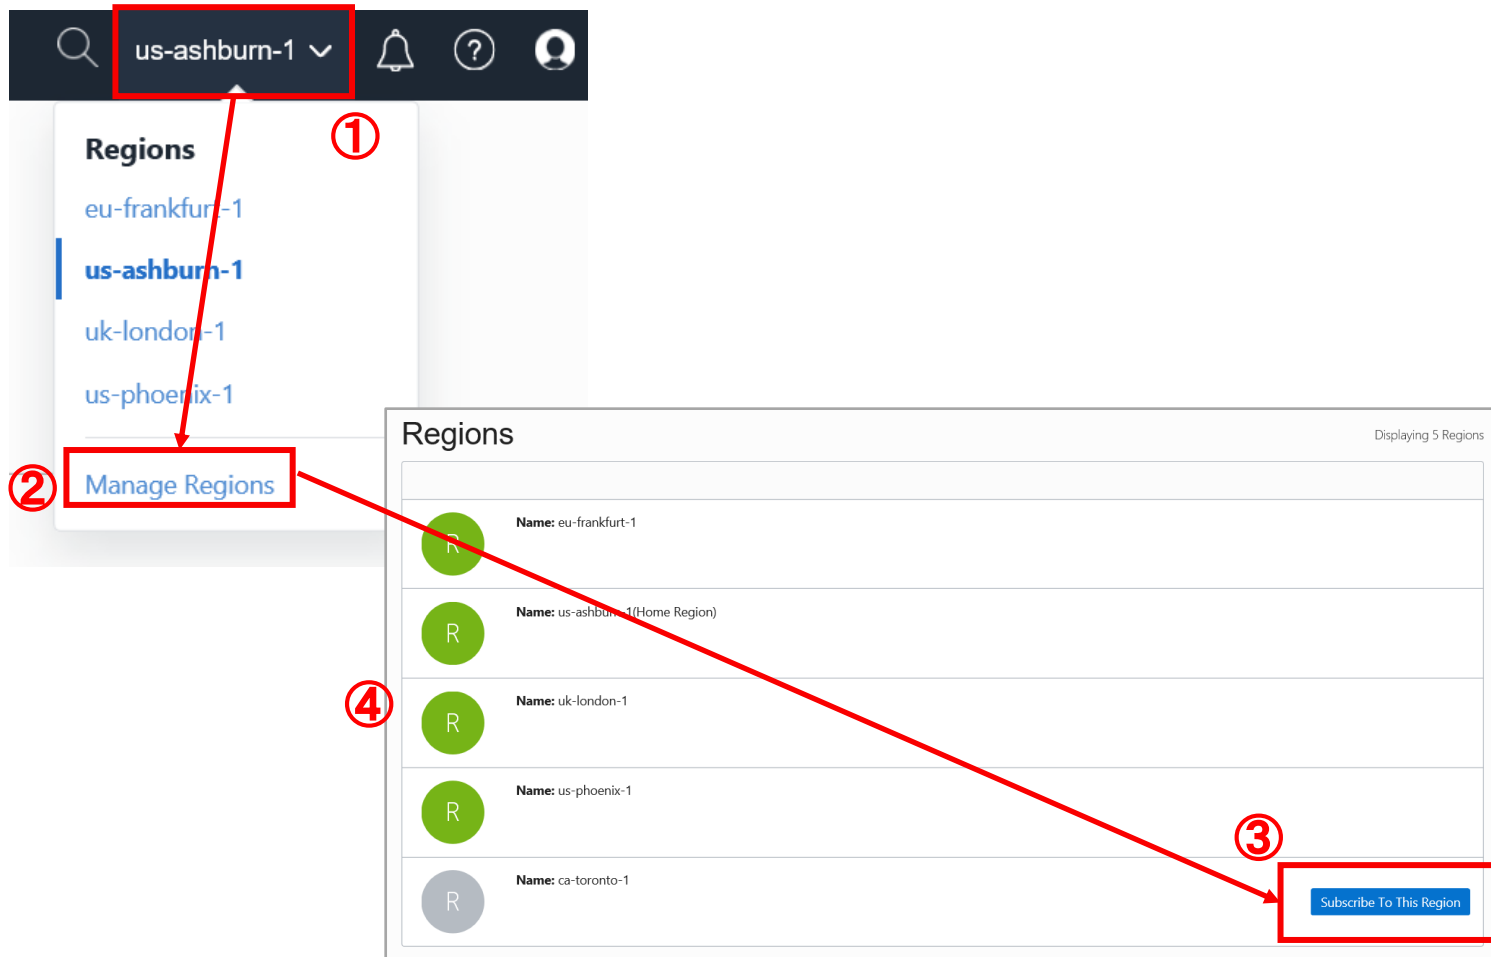 us-ashburn-1
①
Regions
eu-frankfurt-1
us-ashburn-1
uk-london-1
us-phoenix-1
② Manage Regions
Regions
Displaying 5 Regions
R Name: eu-frankfurt-1
R Name: us-ashburn-1(Home Region)
④
R Name: uk-london-1
R Name: us-phoenix-1
③
R Name: ca-toronto-1
Subscribe To This Region